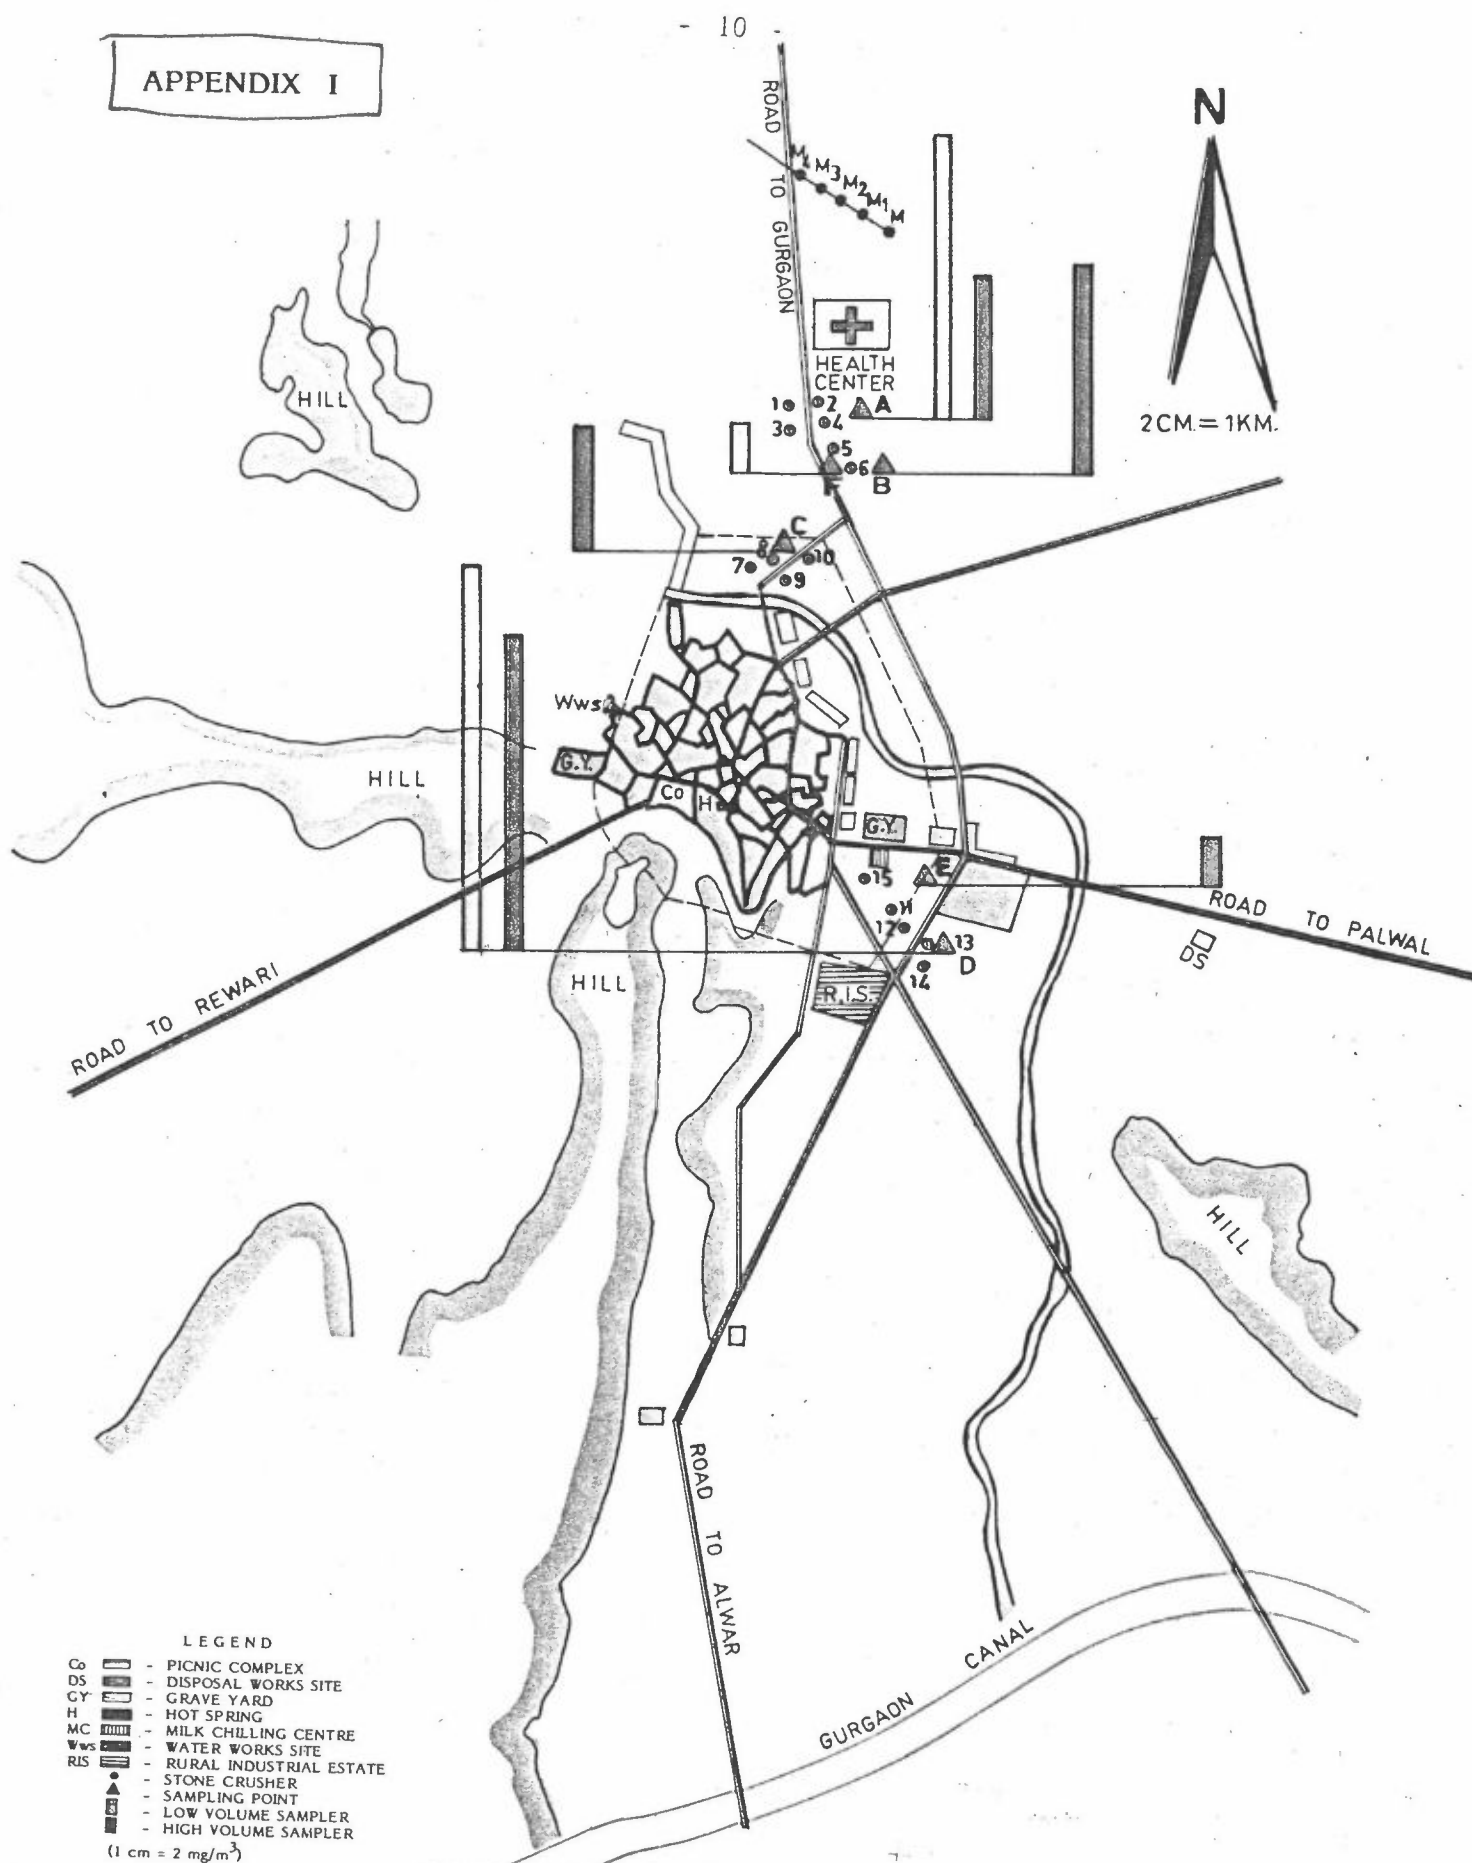 - 10 -
APPENDIX I
N
ROAD TO GURGAON
M4
M3
M2
M1
M
HEALTH
CENTER
1
2
A
3
4
2CM.=1KM.
5
F
6
B
C
8
7
10
9
Wws
G.Y.
HILL
HILL
Co
H
G.Y.
15
E
11
12
13
D
14
R.I.S.
ROAD TO PALWAL
DS
ROAD TO REWARI
HILL
HILL
ROAD TO ALWAR
GURGAON CANAL
LEGEND
Co - PICNIC COMPLEX
DS - DISPOSAL WORKS SITE
GY - GRAVE YARD
H - HOT SPRING
MC - MILK CHILLING CENTRE
Wws - WATER WORKS SITE
RIS - RURAL INDUSTRIAL ESTATE
- STONE CRUSHER
- SAMPLING POINT
- LOW VOLUME SAMPLER
- HIGH VOLUME SAMPLER
(1 cm = 2 mg/m³)